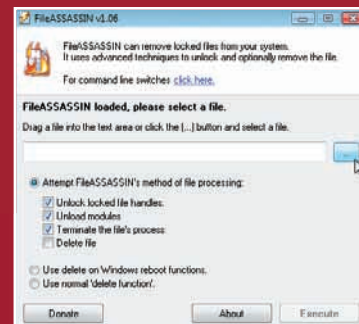 FileASSASSIN v1.06
FileASSASSIN can remove locked files from your system.
It uses advanced techniques to unlock and optionally remove the file.
For command line switches click here.
FileASSASSIN loaded, please select a file.
Drag a file into the text area or click the [...] button and select a file.
...
Attempt FileASSASSIN's method of file processing:
Unlock locked file handles.
Unload modules
Terminate the file's process
Delete file
Use delete on Windows reboot functions.
Use normal 'delete function'.
Donate About Execute